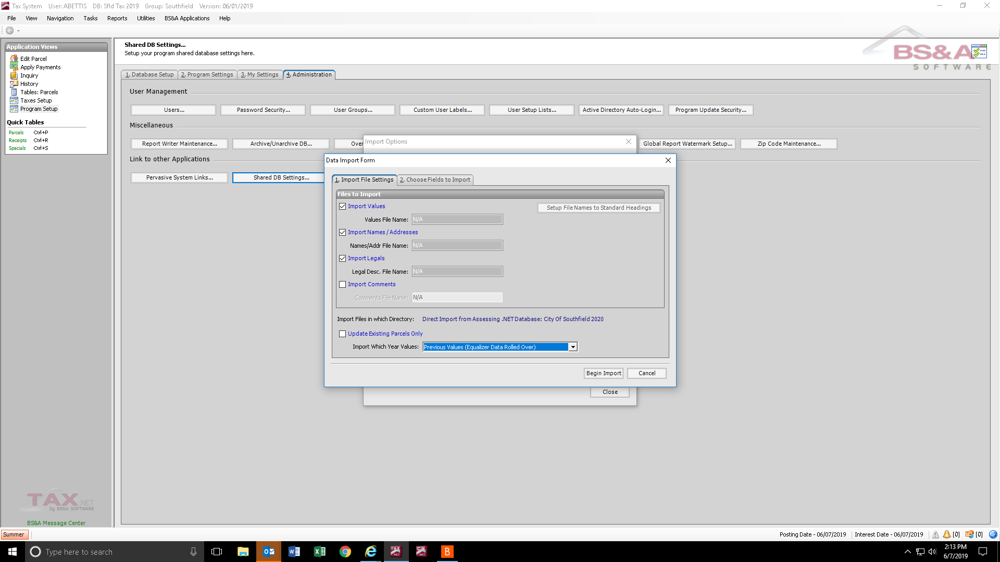 Tax System   User: ABETTIS   DB: Sfld Tax 2019   Group: Southfield   Version: 06/01/2019
File   View   Navigation   Tasks   Reports   Utilities   BS&A Applications   Help
Application Views
Edit Parcel
Apply Payments
Inquiry
History
Tables: Parcels
Taxes Setup
Program Setup
Quick Tables
Parcels   Ctrl+P
Receipts   Ctrl+R
Specials   Ctrl+S
Shared DB Settings...
Setup your program shared database settings here.
BS&A
SOFTWARE
1. Database Setup   2. Program Settings   3. My Settings   4. Administration
User Management
Users...   Password Security...   User Groups...   Custom User Labels...   User Setup Lists...   Active Directory Auto-Login...   Program Update Security...
Miscellaneous
Report Writer Maintenance...   Archive/Unarchive DB...   Over   Global Report Watermark Setup...   Zip Code Maintenance...
Link to other Applications
Pervasive System Links...   Shared DB Settings...
Import Options
Data Import Form
1. Import File Settings   2. Choose Fields to Import
Files to Import
Import Values   Setup File Names to Standard Headings
Values File Name:   N/A
Import Names / Addresses
Names/Addr File Name:   N/A
Import Legals
Legal Desc. File Name:   N/A
Import Comments
Comments File Name:   N/A
Import Files in which Directory:   Direct Import from Assessing .NET Database: City Of Southfield 2020
Update Existing Parcels Only
Import Which Year Values:   Previous Values (Equalizer Data Rolled Over)
Begin Import   Cancel
Close
TAX.NET
by BS&A SOFTWARE
BS&A Message Center
Summer   Posting Date - 06/07/2019   Interest Date - 06/07/2019   [0]   [0]
Type here to search   TAX .NET   CR .NET   B   2:13 PM
6/7/2019